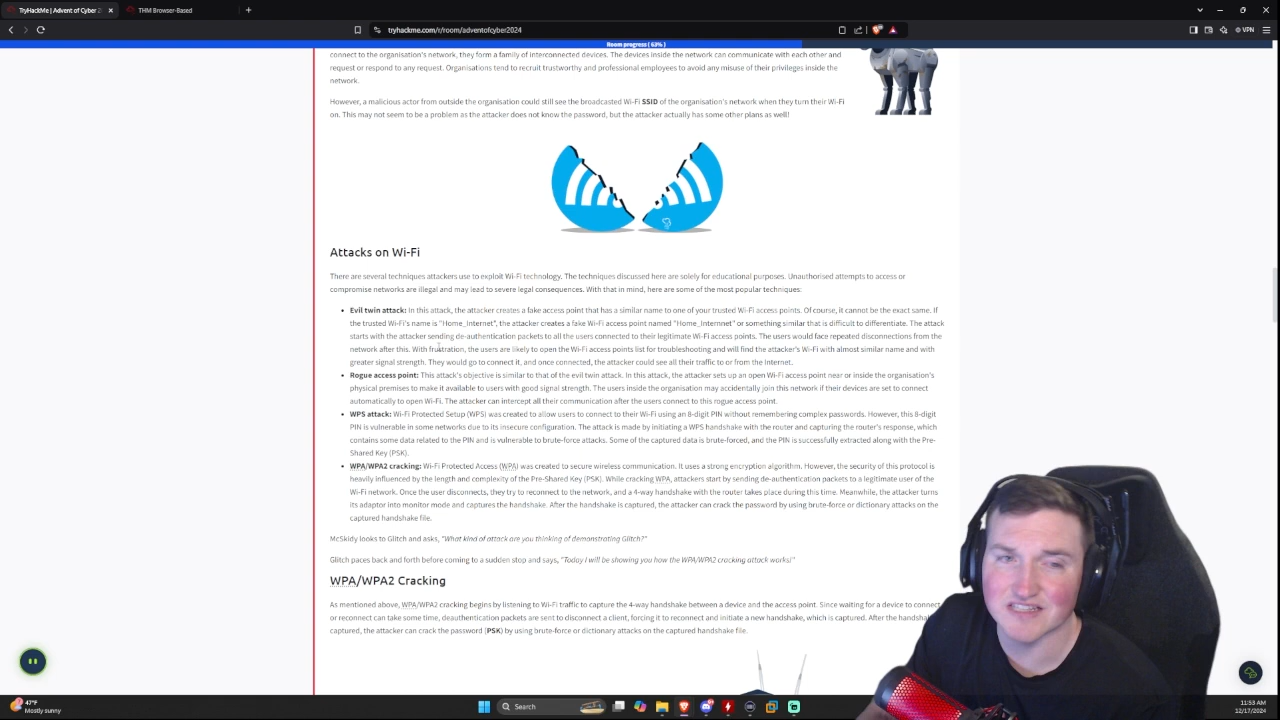 TryHackMe | Advent of Cyber 2
THM Browser-Based
tryhackme.com/r/room/adventofcyber2024
VPN
Room progress ( 63% )
connect to the organisation's network, they form a family of interconnected devices. The devices inside the network can communicate with each other and
request or respond to any request. Organisations tend to recruit trustworthy and professional employees to avoid any misuse of their privileges inside the
network.
However, a malicious actor from outside the organisation could still see the broadcasted Wi-Fi SSID of the organisation's network when they turn their Wi-Fi
on. This may not seem to be a problem as the attacker does not know the password, but the attacker actually has some other plans as well!
Attacks on Wi-Fi
There are several techniques attackers use to exploit Wi-Fi technology. The techniques discussed here are solely for educational purposes. Unauthorised attempts to access or
compromise networks are illegal and may lead to severe legal consequences. With that in mind, here are some of the most popular techniques:
• Evil twin attack: In this attack, the attacker creates a fake access point that has a similar name to one of your trusted Wi-Fi access points. Of course, it cannot be the exact same. If
the trusted Wi-Fi's name is "Home_Internet", the attacker creates a fake Wi-Fi access point named "Home_Internnet" or something similar that is difficult to differentiate. The attack
starts with the attacker sending de-authentication packets to all the users connected to their legitimate Wi-Fi access points. The users would face repeated disconnections from the
network after this. With frustration, the users are likely to open the Wi-Fi access points list for troubleshooting and will find the attacker's Wi-Fi with almost similar name and with
greater signal strength. They would go to connect it, and once connected, the attacker could see all their traffic to or from the Internet.
• Rogue access point: This attack's objective is similar to that of the evil twin attack. In this attack, the attacker sets up an open Wi-Fi access point near or inside the organisation's
physical premises to make it available to users with good signal strength. The users inside the organisation may accidentally join this network if their devices are set to connect
automatically to open Wi-Fi. The attacker can intercept all their communication after the users connect to this rogue access point.
• WPS attack: Wi-Fi Protected Setup (WPS) was created to allow users to connect to their Wi-Fi using an 8-digit PIN without remembering complex passwords. However, this 8-digit
PIN is vulnerable in some networks due to its insecure configuration. The attack is made by initiating a WPS handshake with the router and capturing the router's response, which
contains some data related to the PIN and is vulnerable to brute-force attacks. Some of the captured data is brute-forced, and the PIN is successfully extracted along with the Pre-
Shared Key (PSK).
• WPA/WPA2 cracking: Wi-Fi Protected Access (WPA) was created to secure wireless communication. It uses a strong encryption algorithm. However, the security of this protocol is
heavily influenced by the length and complexity of the Pre-Shared Key (PSK). While cracking WPA, attackers start by sending de-authentication packets to a legitimate user of the
Wi-Fi network. Once the user disconnects, they try to reconnect to the network, and a 4-way handshake with the router takes place during this time. Meanwhile, the attacker turns
its adaptor into monitor mode and captures the handshake. After the handshake is captured, the attacker can crack the password by using brute-force or dictionary attacks on the
captured handshake file.
McSkidy looks to Glitch and asks, "What kind of attack are you thinking of demonstrating Glitch?"
Glitch paces back and forth before coming to a sudden stop and says, "Today I will be showing you how the WPA/WPA2 cracking attack works!"
WPA/WPA2 Cracking
As mentioned above, WPA/WPA2 cracking begins by listening to Wi-Fi traffic to capture the 4-way handshake between a device and the access point. Since waiting for a device to connect
or reconnect can take some time, deauthentication packets are sent to disconnect a client, forcing it to reconnect and initiate a new handshake, which is captured. After the
captured, the attacker can crack the password (PSK) by using brute-force or dictionary attacks on the captured handshake file.
47°F
Mostly sunny
Search
11:53 AM
12/17/2024